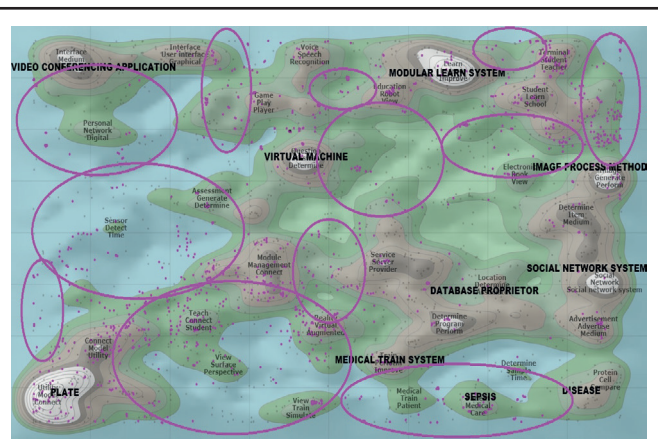 Interface
Medium
VIDEO CONFERENCING APPLICATION
Interface
User Interface
Graphical
Voice
Speech
Recognition
Learn
Improve
MODULAR LEARN SYSTEM
Terminal
Student
Teacher
Game
Play
Player
Education
Robot
View
Student
Learn
School
Personal
Network
Digital
VIRTUAL MACHINE
Determine
Electronic
Book
View
IMAGE PROCESS METHOD
Generate
Perform
Assessment
Generate
Determine
Sensor
Detect
Time
Determine
Item
Medium
Module
Management
Connect
Service
Server
Provider
SOCIAL NETWORK SYSTEM
Social
Network
Social network system
Location
Determine
DATABASE PROPRIETOR
Teach
Connect
Student
Reality
Virtual
Augmented
Determine
Program
Perform
Advertisement
Advertise
Medium
Connect
Model
Utility
View
Surface
Perspective
MEDICAL TRAIN SYSTEM
Improve
Determine
Sample
Time
Protein
Cell
Compare
Utility
Model
Connect
PLATE
View
Train
Simulate
Medical
Train
Patient
SEPSIS
Medical
Care
DISEASE